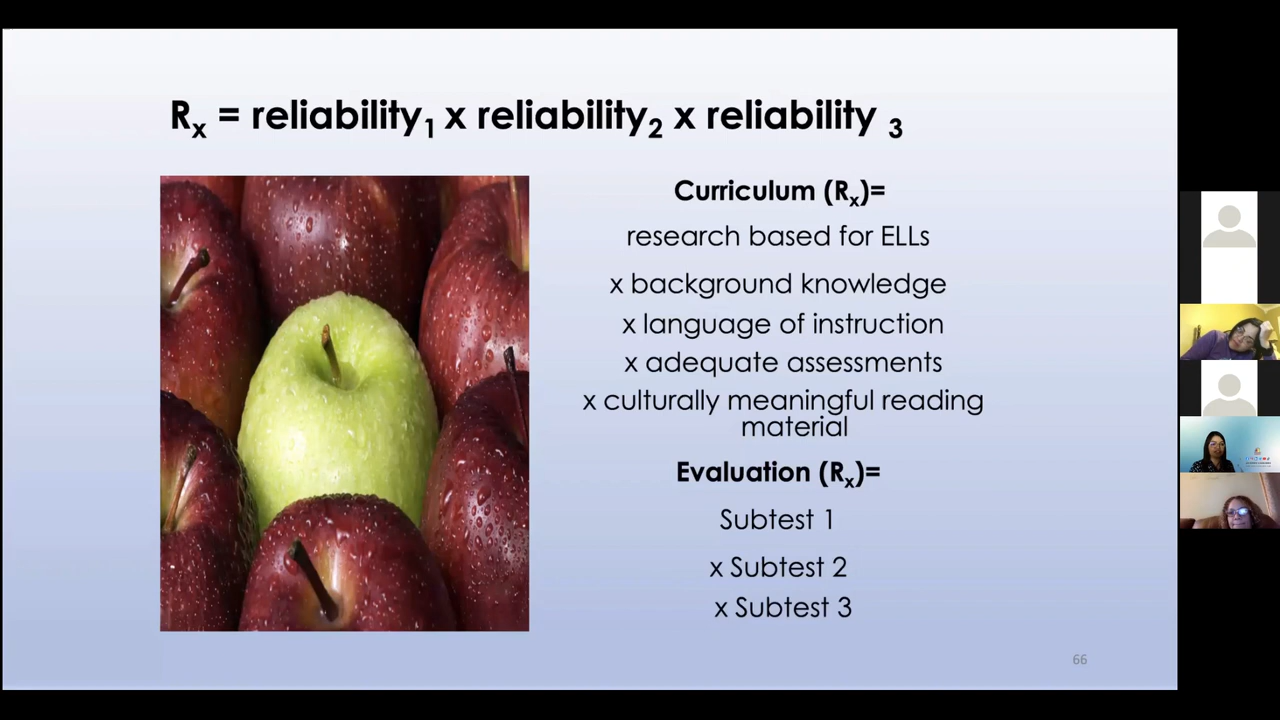 Rx = reliability1 x reliability2 x reliability 3
Curriculum (Rx)=
research based for ELLs
x background knowledge
x language of instruction
x adequate assessments
x culturally meaningful reading
material
Evaluation (Rx)=
Subtest 1
x Subtest 2
x Subtest 3
66